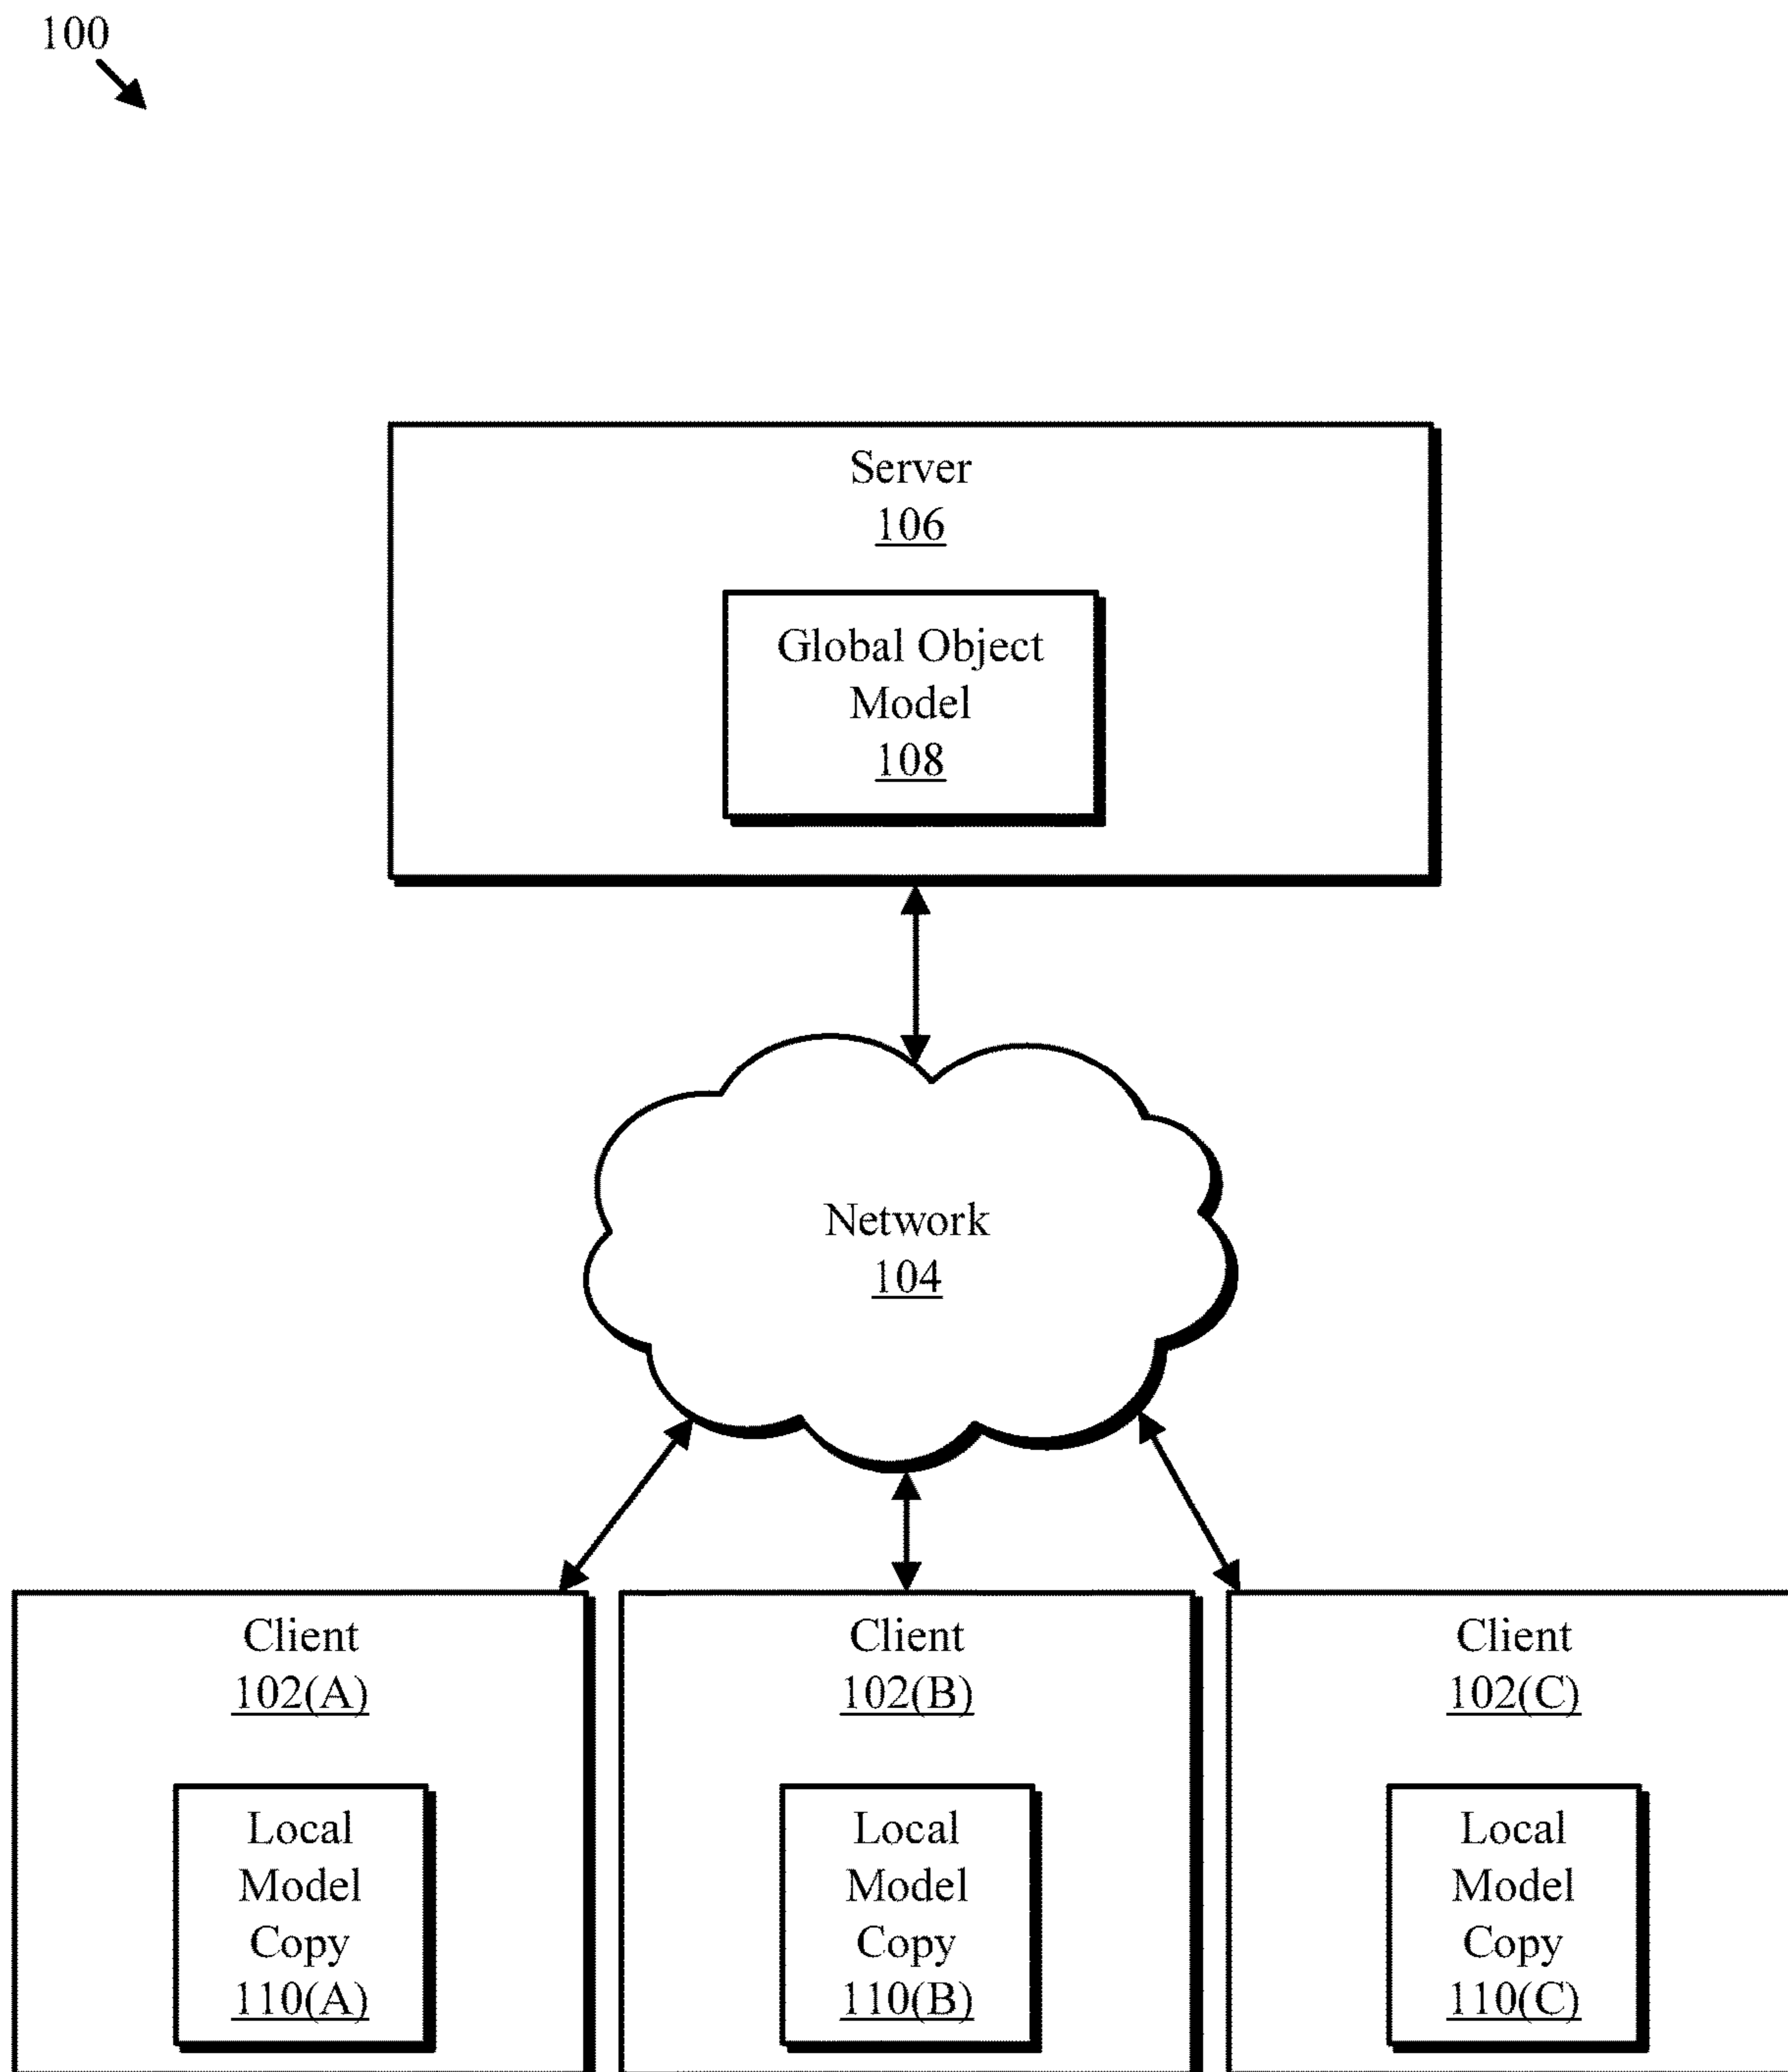 100
Server
106
Global Object
Model
108
Network
104
Client
102(A)
Local
Model
Copy
110(A)
Client
102(B)
Local
Model
Copy
110(B)
Client
102(C)
Local
Model
Copy
110(C)